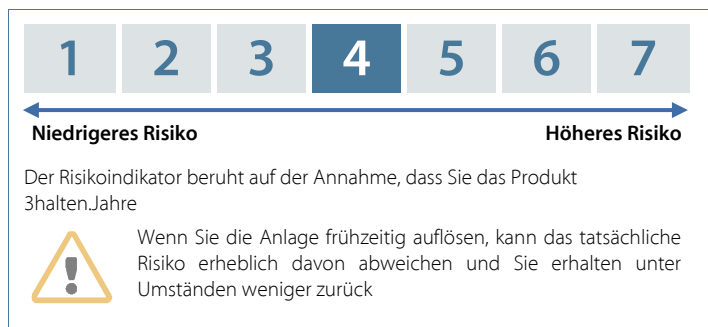 1 2 3 4 5 6 7
Niedrigeres Risiko Höheres Risiko
Der Risikoindikator beruht auf der Annahme, dass Sie das Produkt
3halten.Jahre
Wenn Sie die Anlage frühzeitig auflösen, kann das tatsächliche
Risiko erheblich davon abweichen und Sie erhalten unter
Umständen weniger zurück